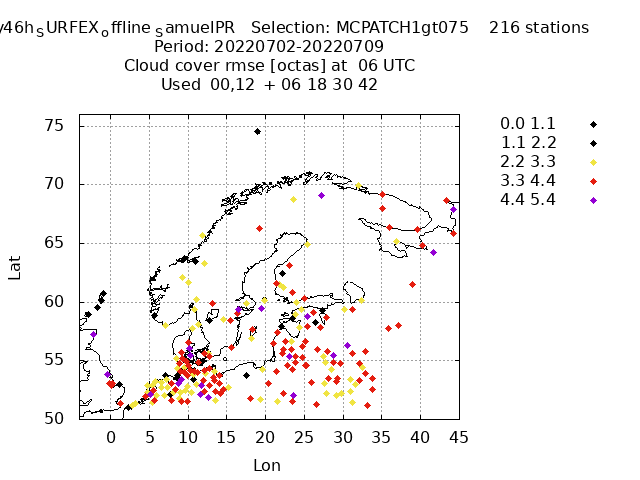 y46hSURFEXoffline SamuelPR Selection: MCPATCH1gt075 216 stations
Period: 20220702-20220709
Cloud cover rmse [octas] at 06 UTC
Used 00,12 + 06 18 30 42
75
70
65
60
55
50
Lat
0 5 10 15 20 25 30 35 40 45
Lon
0.0 1.1
1.1 2.2
2.2 3.3
3.3 4.4
4.4 5.4